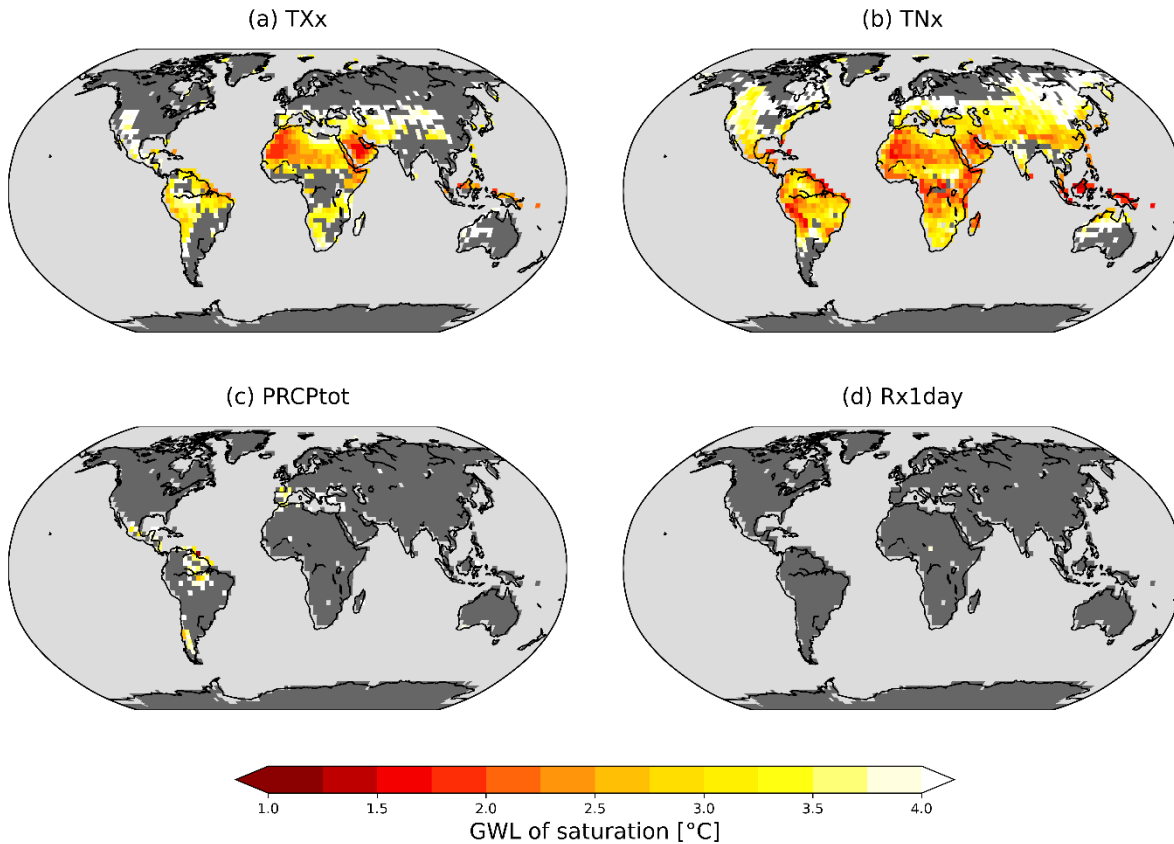 (a) TXx
(b) TNx
(c) PRCPtot
(d) Rx1day
1.0 1.5 2.0 2.5 3.0 3.5 4.0
GWL of saturation [°C]